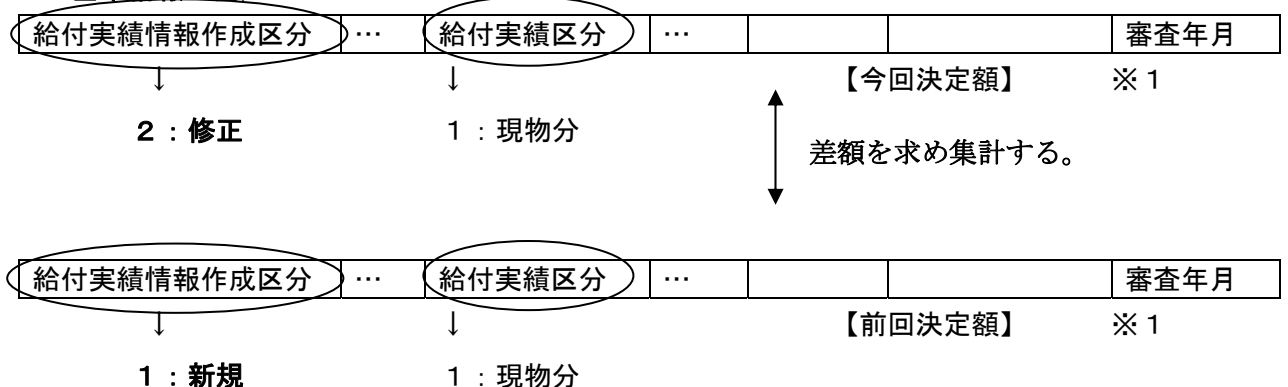 給付実績情報作成区分 … 給付実績区分 … 審査年月
↓ ↓ 【今回決定額】 ※１
２：修正 １：現物分
差額を求め集計する。
給付実績情報作成区分 … 給付実績区分 … 審査年月
↓ ↓ 【前回決定額】 ※１
１：新規 １：現物分